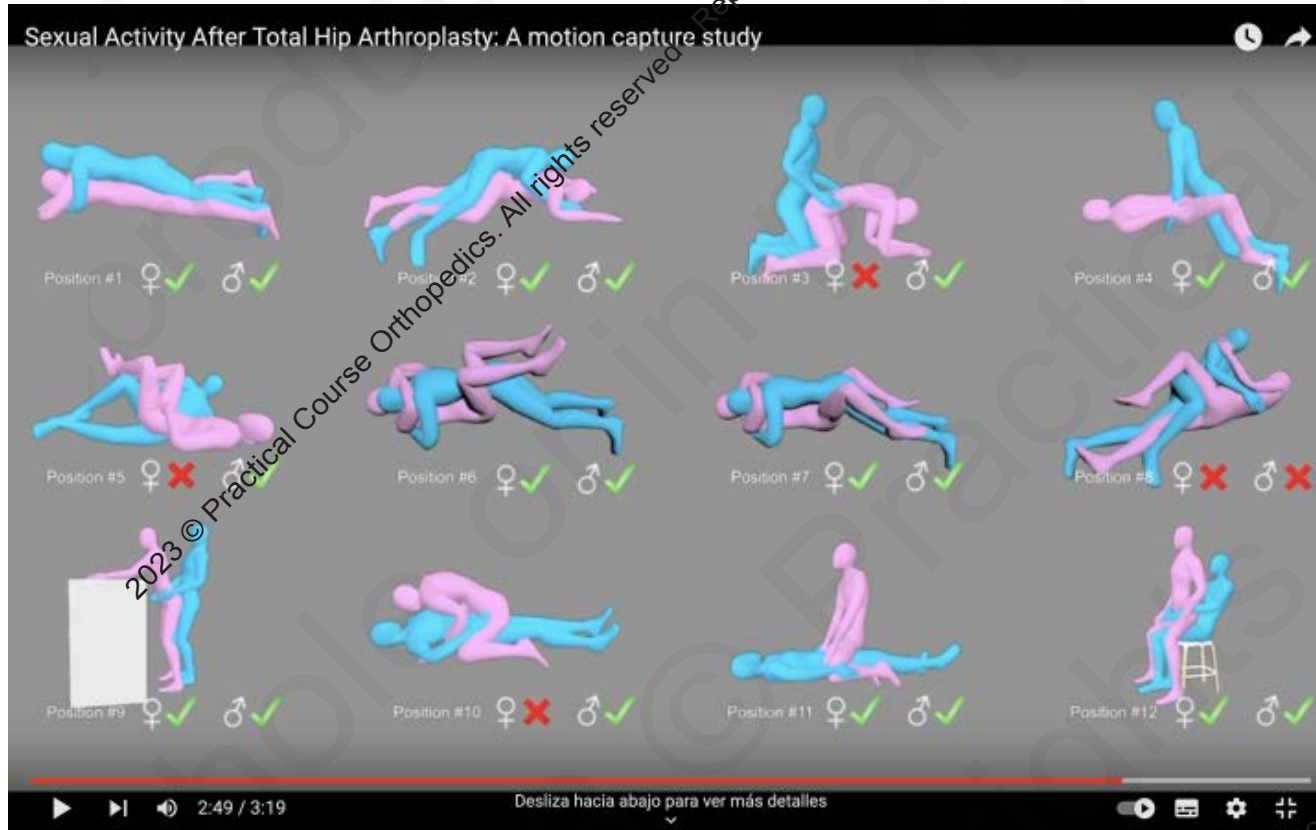 Sexual Activity After Total Hip Arthroplasty: A motion capture study
Position #1 ♀✓ ♂✓
Position #2 ♀✓ ♂✓
Position #3 ♀✗ ♂✓
Position #4 ♀✓ ♂✓
Position #5 ♀✗ ♂✓
Position #6 ♀✓ ♂✓
Position #7 ♀✓ ♂✓
Position #8 ♀✗ ♂✗
Position #9 ♀✓ ♂✓
Position #10 ♀✗ ♂✓
Position #11 ♀✓ ♂✓
Position #12 ♀✓ ♂✓
2:49 / 3:19
Desliza hacia abajo para ver más detalles
2023 © Practical Course Orthopedics. All rights reserved - Rep